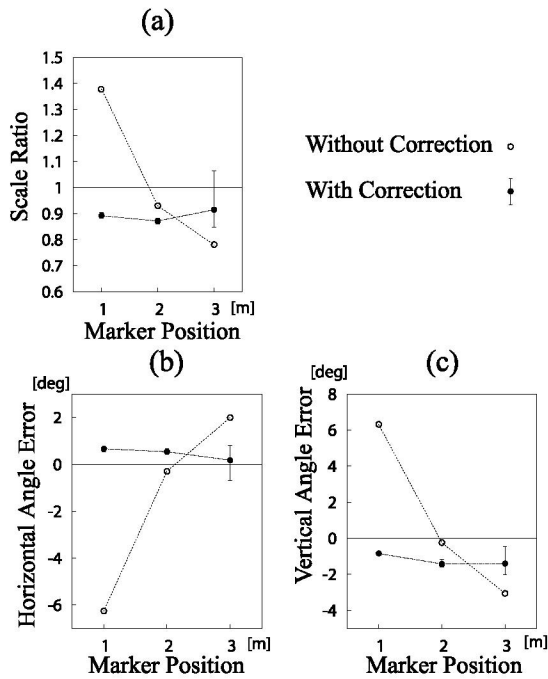 (a)
1.5
1.4
1.3
1.2
1.1
1
0.9
0.8
0.7
0.6
Scale Ratio
1 2 3 [m]
Marker Position
Without Correction
With Correction
(b)
[deg]
2
0
-2
-4
-6
Horizontal Angle Error
1 2 3 [m]
Marker Position
(c)
[deg]
8
6
4
2
0
-2
-4
Vertical Angle Error
1 2 3 [m]
Marker Position